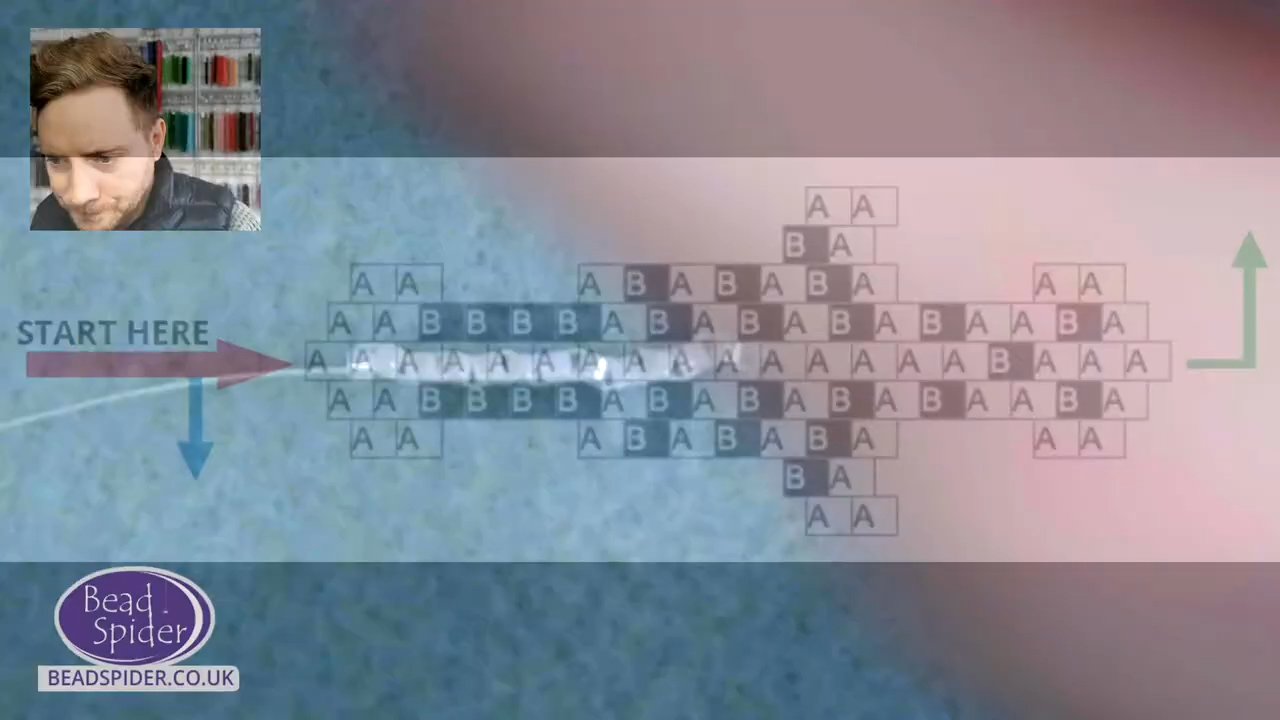 A A
B A
A A A B A B A B A A A
START HERE
A A B B B B A B A B A B A B A A B A
A A A A A A A A A A A A A A A B A A A
A A B B B B A B A B A B A B A A B A
A A A B A B A B A A A
B A
A A
Bead
Spider
BEADSPIDER.CO.UK